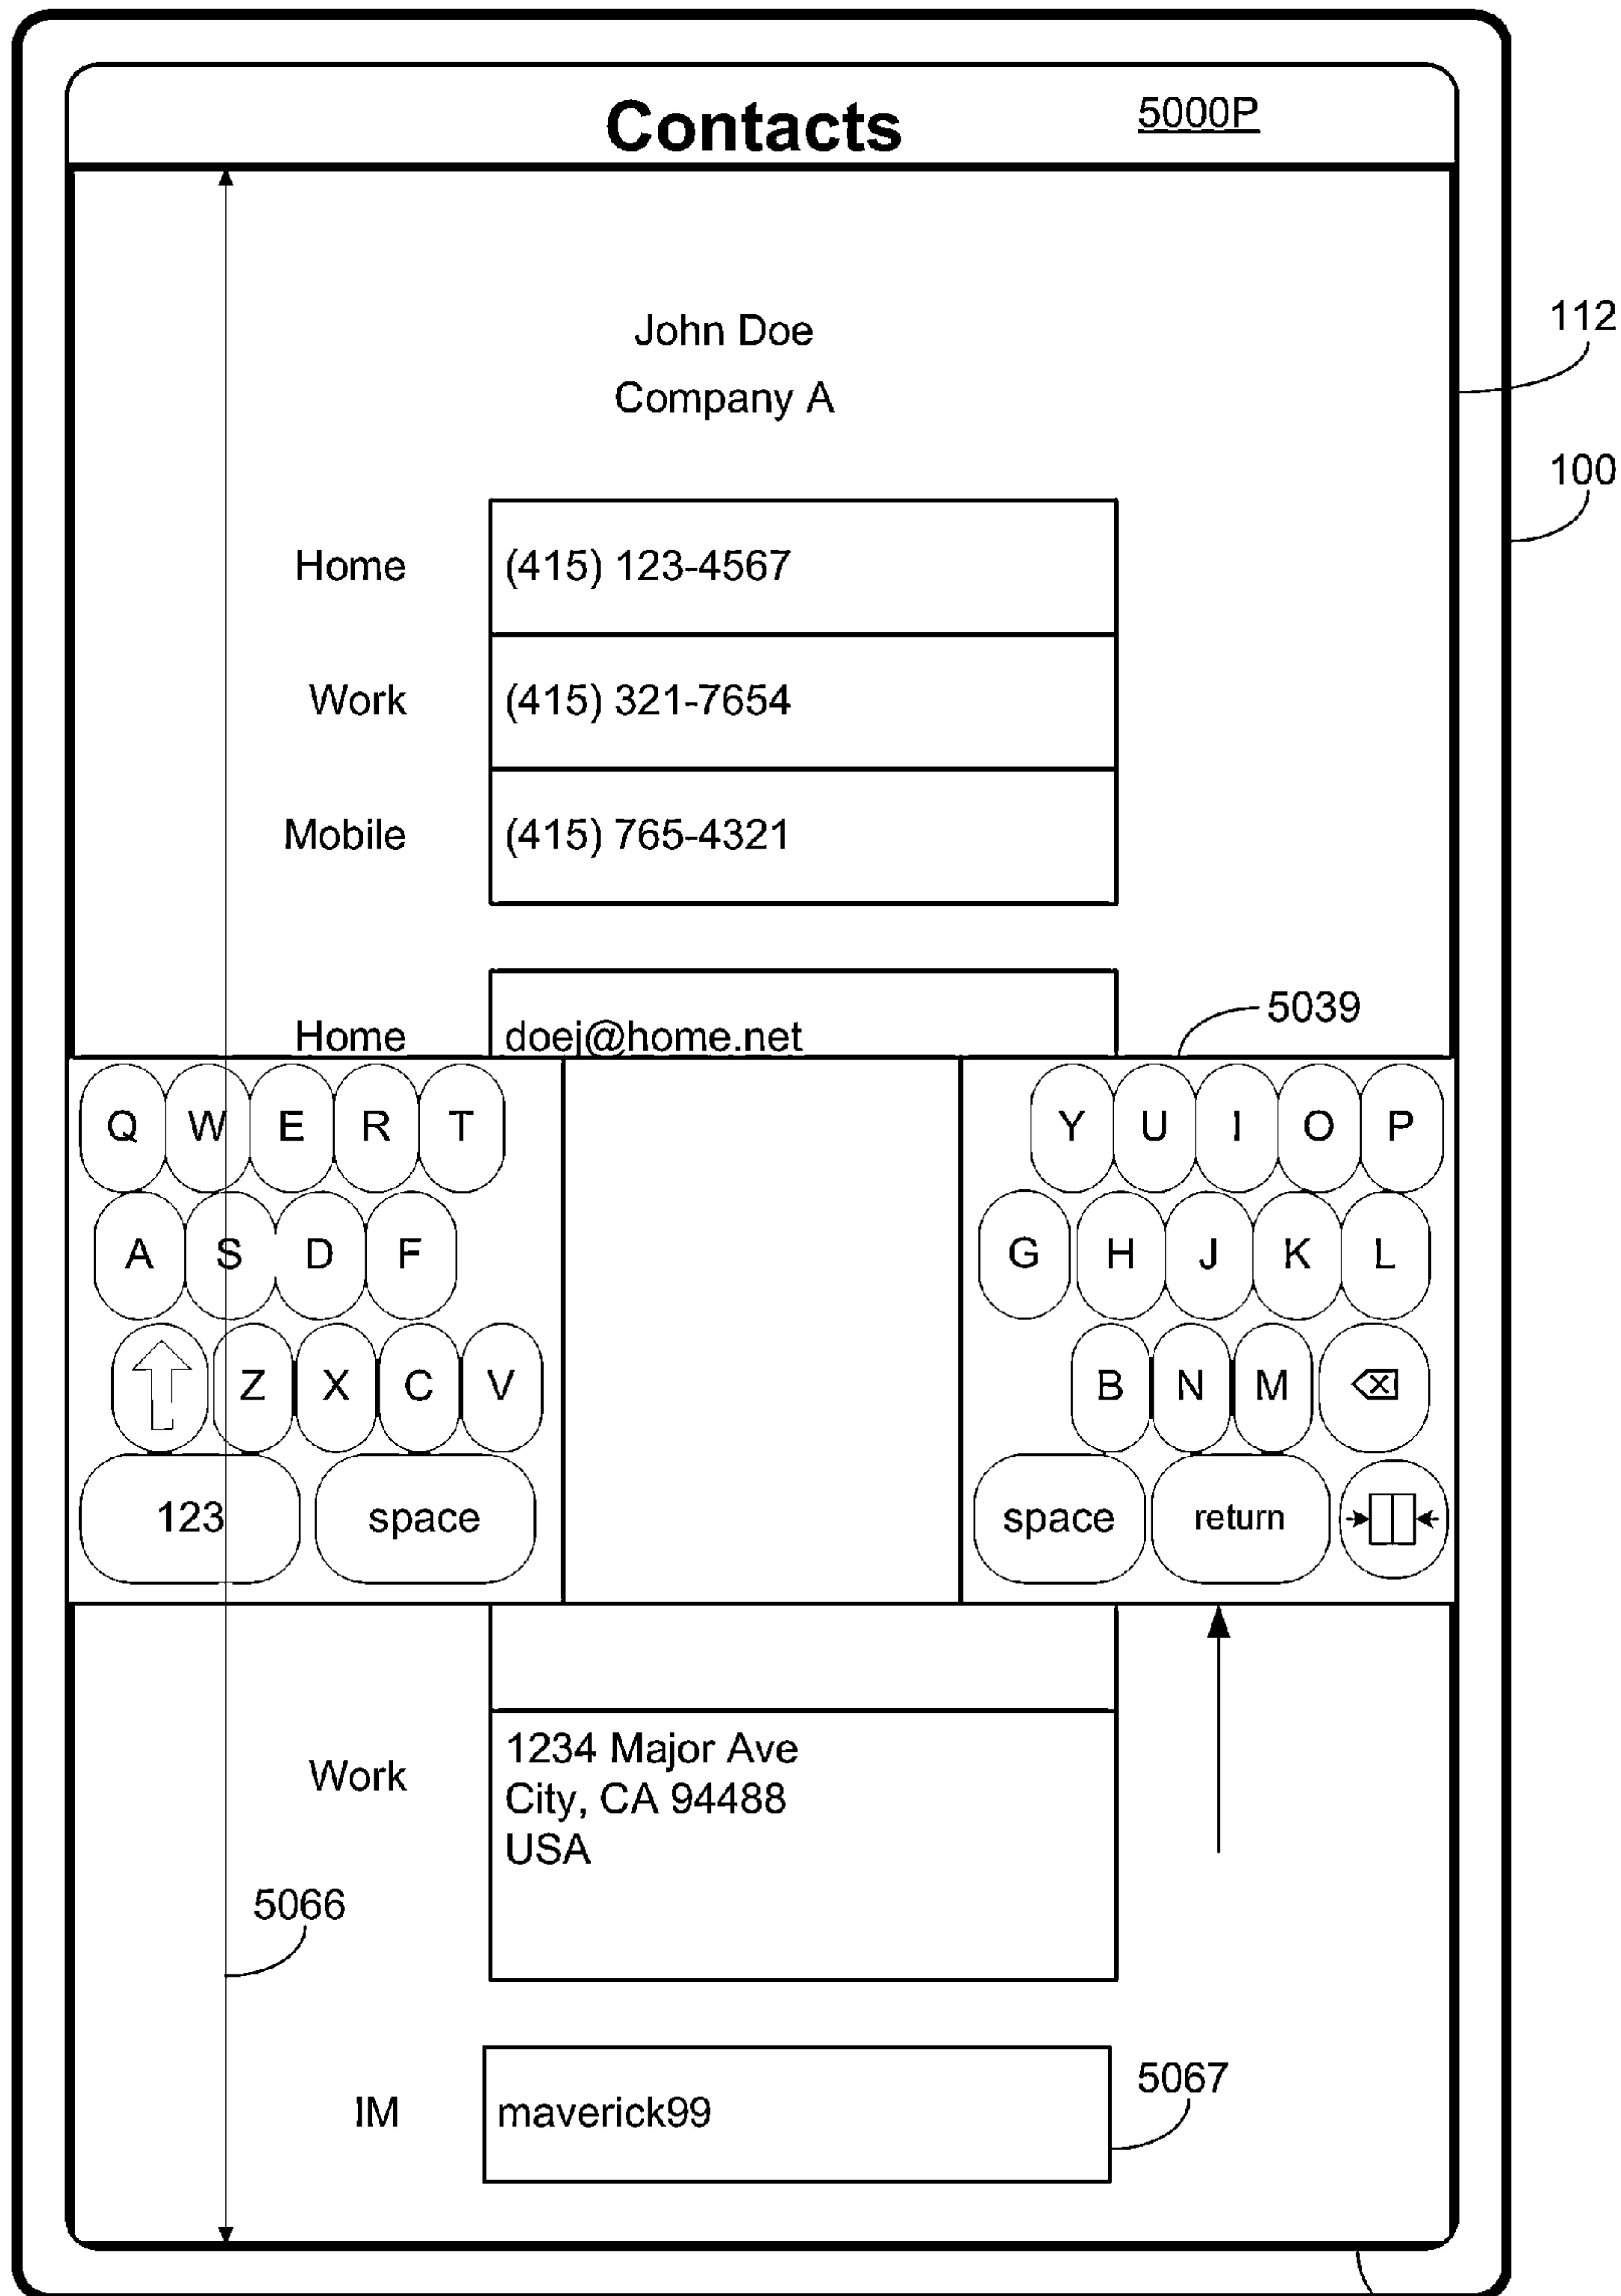 Contacts 5000P
John Doe
Company A
112
100
Home (415) 123-4567
Work (415) 321-7654
Mobile (415) 765-4321
5039
Home doej@home.net
Q W E R T Y U I O P
A S D F G H J K L
Z X C V B N M
123 space space return
Work
1234 Major Ave
City, CA 94488
USA
5066
5067
IM maverick99